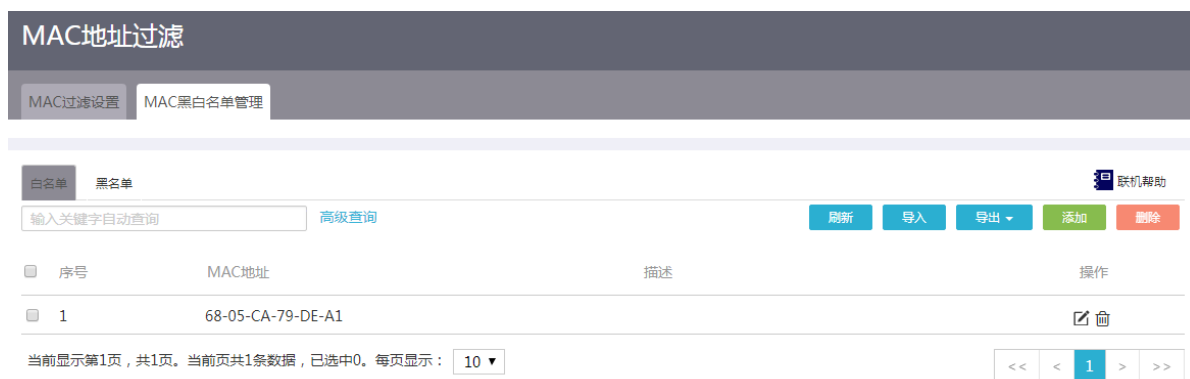 MAC地址过滤
MAC过滤设置 MAC黑白名单管理
白名单 黑名单 联机帮助
输入关键字自动查询 高级查询 刷新 导入 导出 添加 删除
序号 MAC地址 描述 操作
1 68-05-CA-79-DE-A1
当前显示第1页，共1页。当前页共1条数据，已选中0。每页显示： 10
<< < 1 > >>